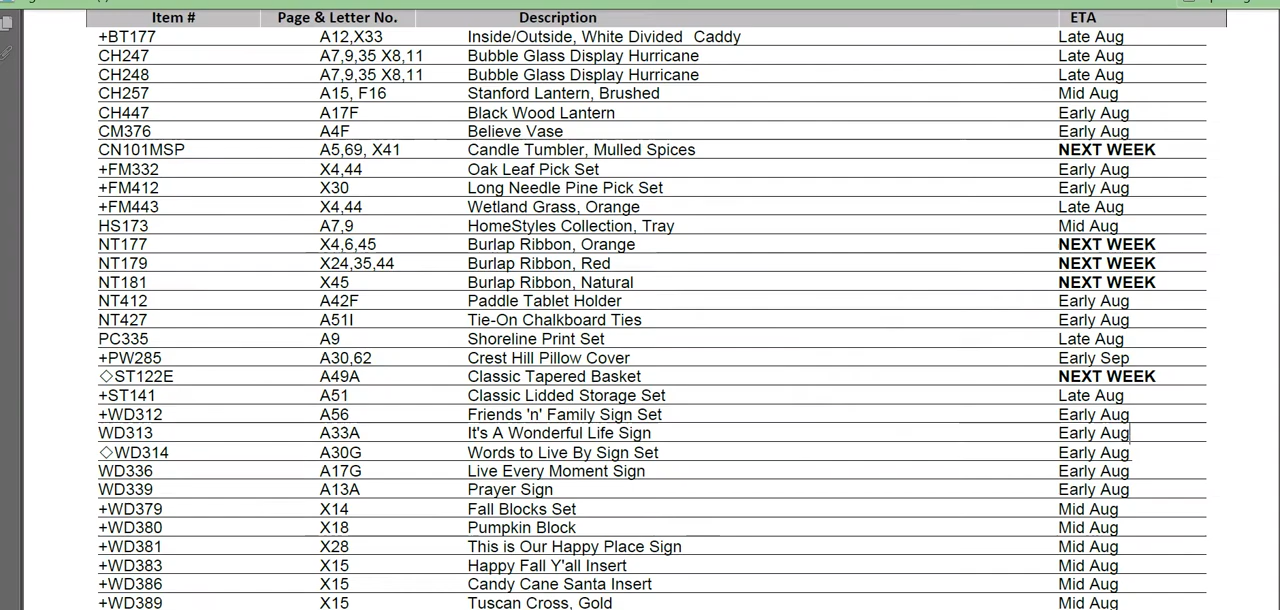 Item # Page & Letter No. Description ETA
+BT177 A12,X33 Inside/Outside, White Divided Caddy Late Aug
CH247 A7,9,35 X8,11 Bubble Glass Display Hurricane Late Aug
CH248 A7,9,35 X8,11 Bubble Glass Display Hurricane Late Aug
CH257 A15, F16 Stanford Lantern, Brushed Mid Aug
CH447 A17F Black Wood Lantern Early Aug
CM376 A4F Believe Vase Early Aug
CN101MSP A5,69, X41 Candle Tumbler, Mulled Spices NEXT WEEK
+FM332 X4,44 Oak Leaf Pick Set Early Aug
+FM412 X30 Long Needle Pine Pick Set Early Aug
+FM443 X4,44 Wetland Grass, Orange Late Aug
HS173 A7,9 HomeStyles Collection, Tray Mid Aug
NT177 X4,6,45 Burlap Ribbon, Orange NEXT WEEK
NT179 X24,35,44 Burlap Ribbon, Red NEXT WEEK
NT181 X45 Burlap Ribbon, Natural NEXT WEEK
NT412 A42F Paddle Tablet Holder Early Aug
NT427 A51I Tie-On Chalkboard Ties Early Aug
PC335 A9 Shoreline Print Set Late Aug
+PW285 A30,62 Crest Hill Pillow Cover Early Sep
◇ST122E A49A Classic Tapered Basket NEXT WEEK
+ST141 A51 Classic Lidded Storage Set Late Aug
+WD312 A56 Friends 'n' Family Sign Set Early Aug
WD313 A33A It's A Wonderful Life Sign Early Aug
◇WD314 A30G Words to Live By Sign Set Early Aug
WD336 A17G Live Every Moment Sign Early Aug
WD339 A13A Prayer Sign Early Aug
+WD379 X14 Fall Blocks Set Mid Aug
+WD380 X18 Pumpkin Block Mid Aug
+WD381 X28 This is Our Happy Place Sign Mid Aug
+WD383 X15 Happy Fall Y'all Insert Mid Aug
+WD386 X15 Candy Cane Santa Insert Mid Aug
+WD389 X15 Tuscan Cross, Gold Mid Aug